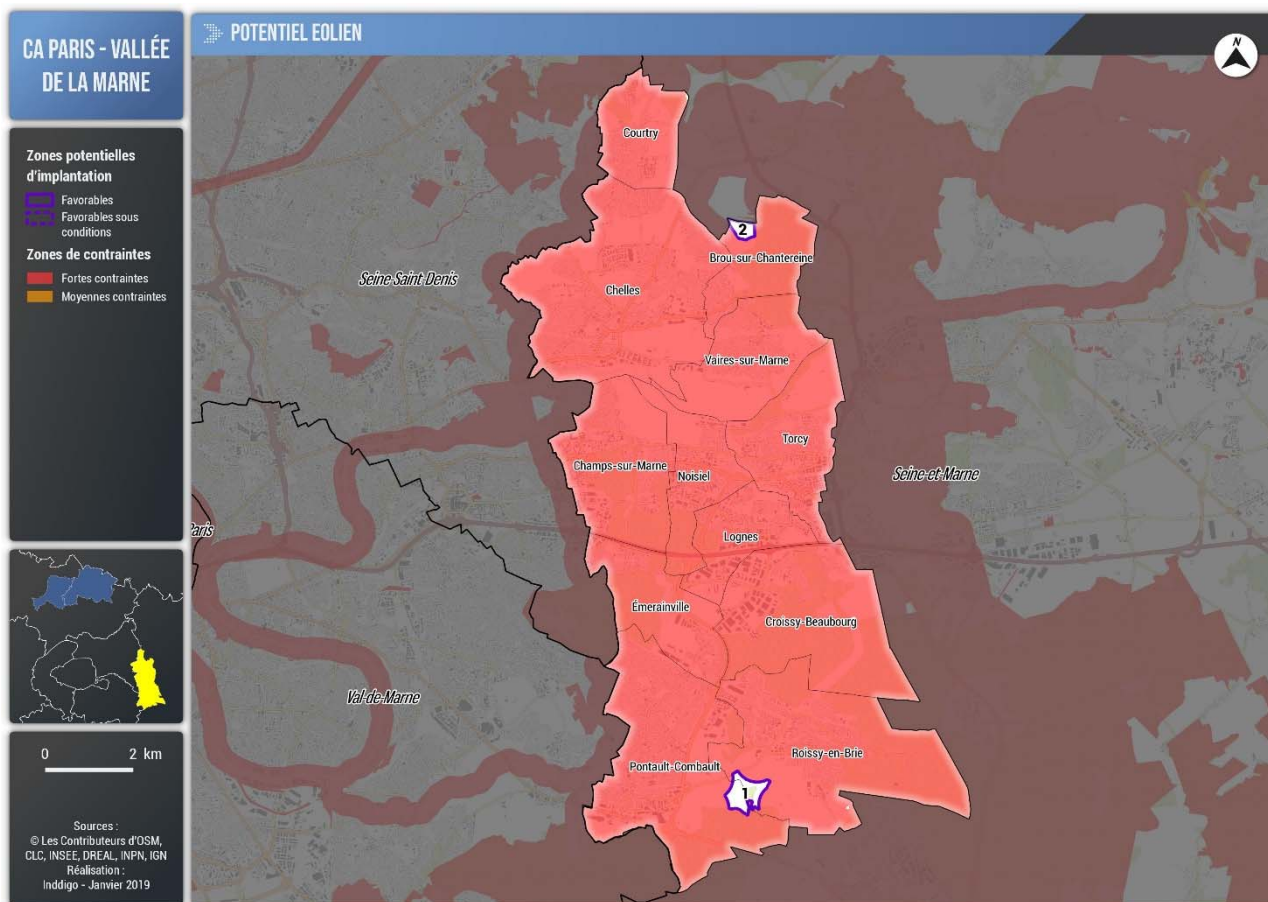 CA PARIS - VALLÉE
DE LA MARNE
POTENTIEL EOLIEN
N
Zones potentielles
d'implantation
Favorables
Favorables sous
conditions
Zones de contraintes
Fortes contraintes
Moyennes contraintes
0 2 km
Sources :
© Les Contributeurs d'OSM,
CLC, INSEE, DREAL, INPN, IGN
Réalisation :
Inddigo - Janvier 2019
Courtry
2
Brou-sur-Chantereine
Seine Saint Denis
Chelles
Vaires-sur-Marne
Torcy
Champs-sur-Marne
Noisiel
Seine-et-Marne
Paris
Lognes
Émerainville
Croissy-Beaubourg
Val-de-Marne
Roissy-en-Brie
Pontault-Combault
1